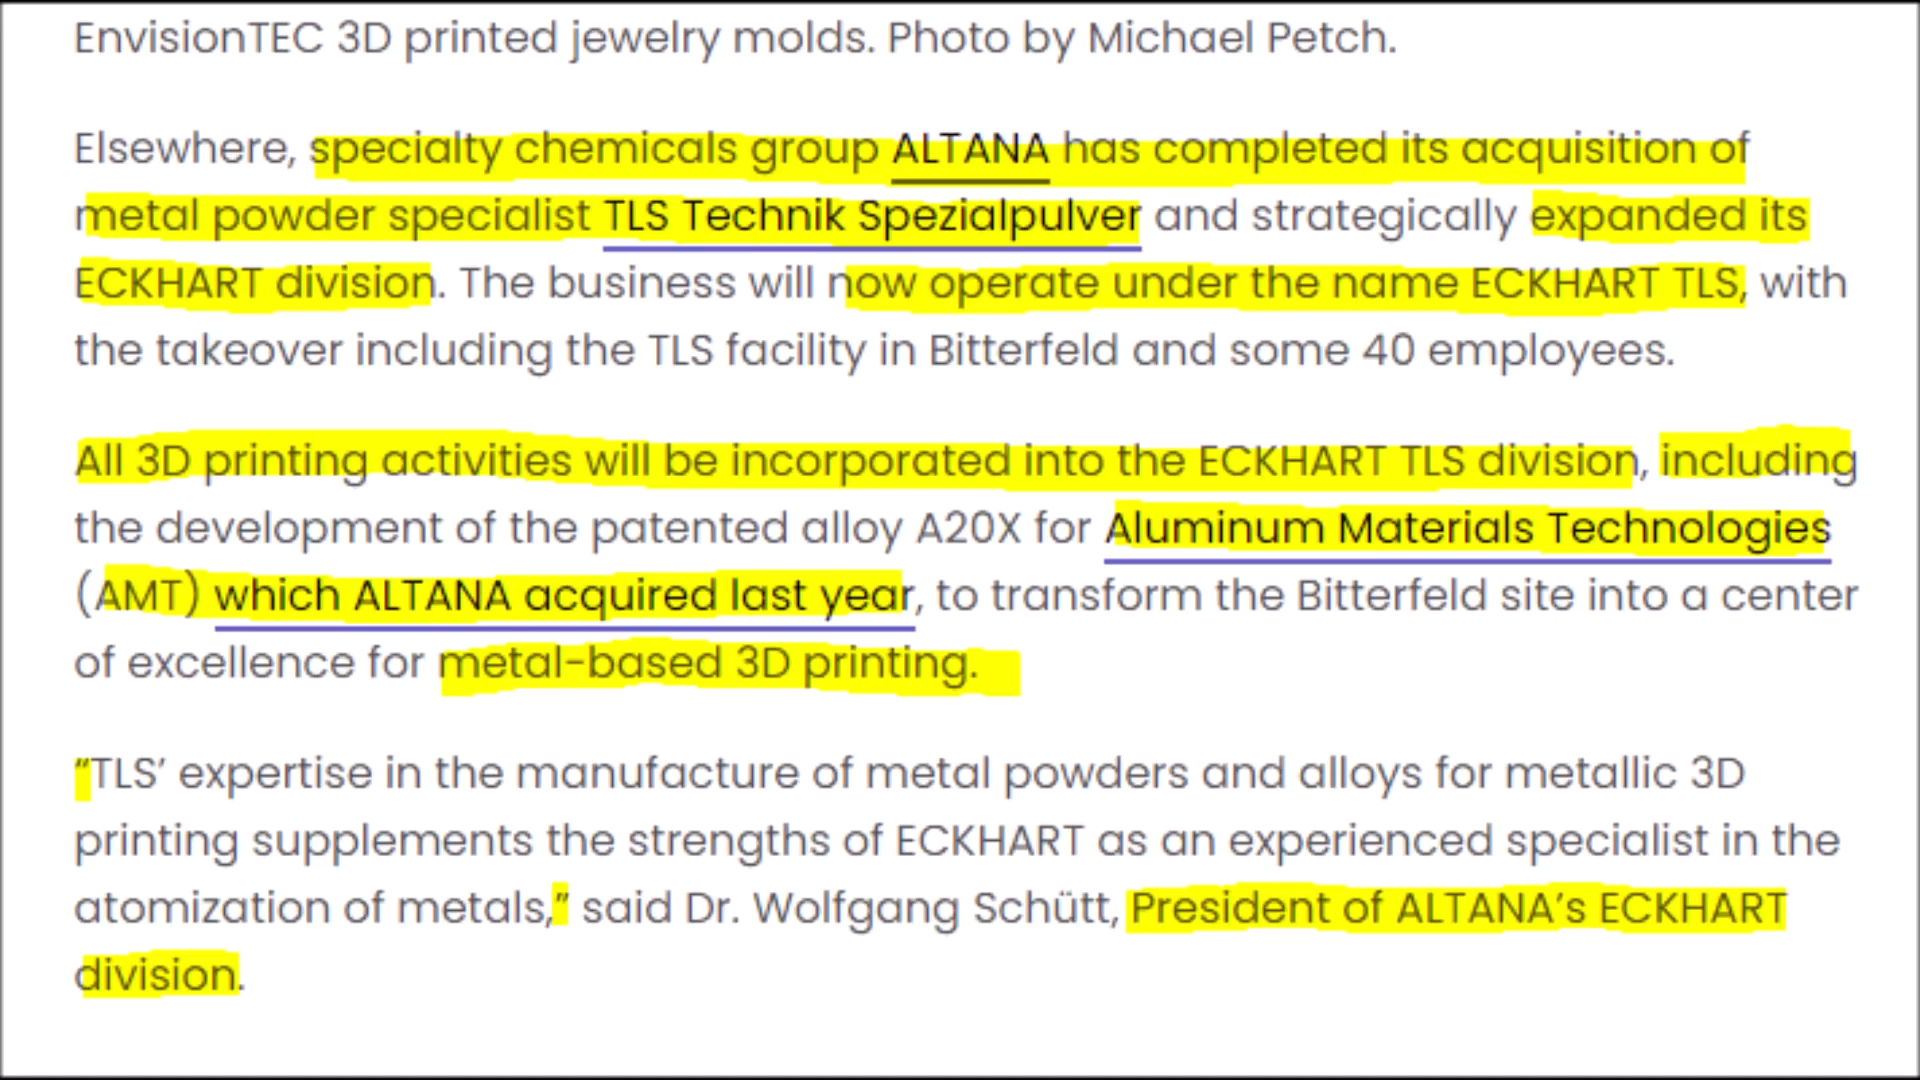 EnvisionTEC 3D printed jewelry molds. Photo by Michael Petch.
Elsewhere, specialty chemicals group ALTANA has completed its acquisition of
metal powder specialist TLS Technik Spezialpulver and strategically expanded its
ECKHART division. The business will now operate under the name ECKHART TLS, with
the takeover including the TLS facility in Bitterfeld and some 40 employees.
All 3D printing activities will be incorporated into the ECKHART TLS division, including
the development of the patented alloy A20X for Aluminum Materials Technologies
(AMT) which ALTANA acquired last year, to transform the Bitterfeld site into a center
of excellence for metal-based 3D printing.
“TLS’ expertise in the manufacture of metal powders and alloys for metallic 3D
printing supplements the strengths of ECKHART as an experienced specialist in the
atomization of metals,” said Dr. Wolfgang Schütt, President of ALTANA’s ECKHART
division.